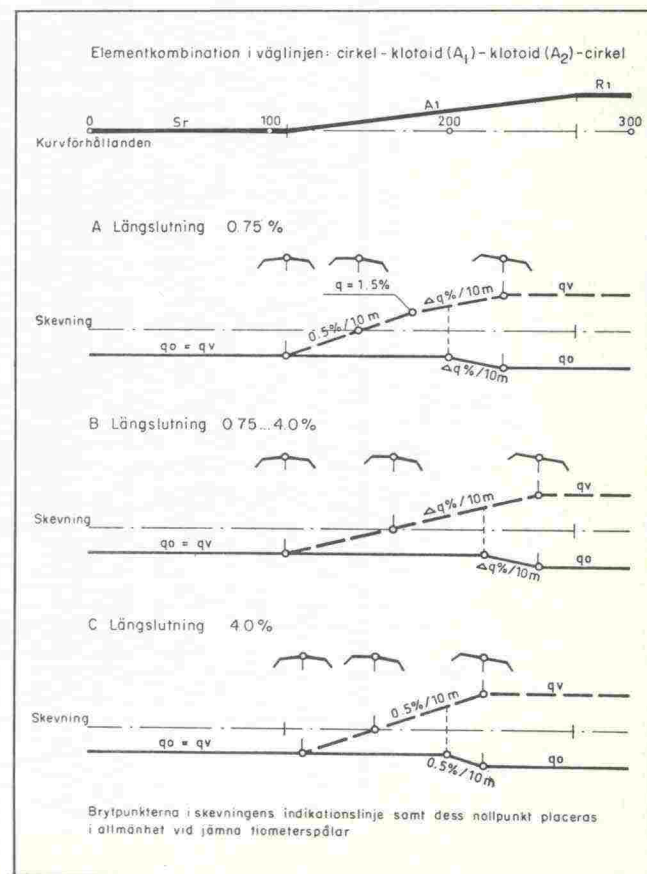 Elementkombination i väglinjen: cirkel - klotoid (A1) - klotoid (A2) - cirkel
R1
A1
0 Sr 100 200 300
Kurvförhållanden
A Längslutning 0.75 %
q = 1.5%
Δq%/10m
qv
0.5%/10 m
Skevning
qo = qv
qo
Δq%/10m
B Längslutning 0.75...4.0%
qv
Δq%/10m
Skevning
qo = qv
qo
Δq%/10m
C Längslutning 4.0%
qv
0.5%/10 m
Skevning
qo = qv
qo
0.5%/10m
Brytpunkterna i skevningens indikationslinje samt dess nollpunkt placeras
i allmänhet vid jämna tiometerspålar